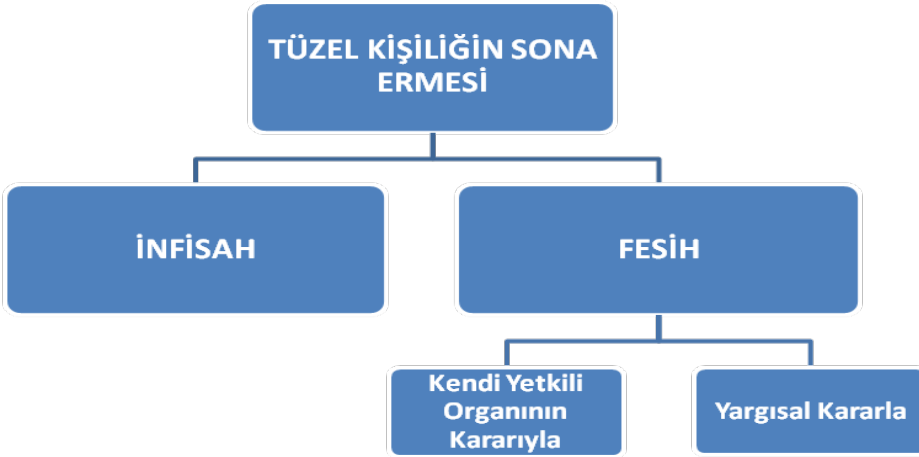 TÜZEL KİŞİLİĞİN SONA
ERMESİ
İNFİSAH
FESİH
Kendi Yetkili
Organının
Kararıyla
Yargısal Kararla